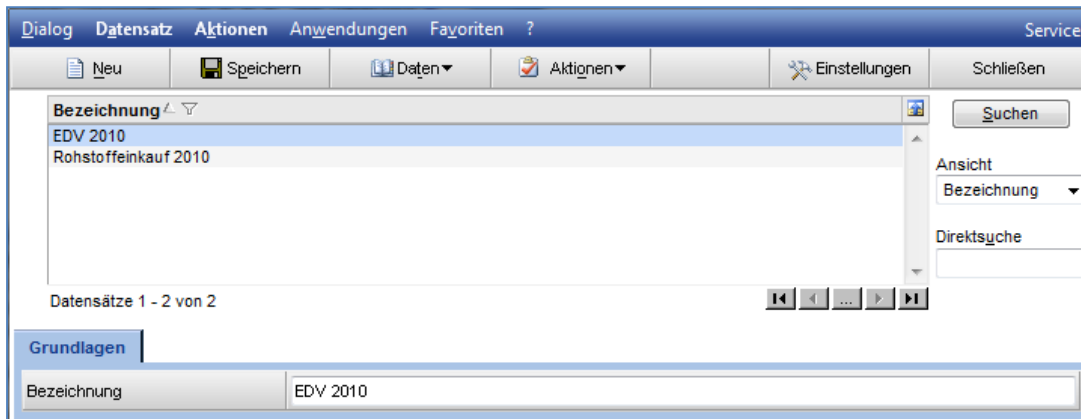 Dialog Datensatz Aktionen Anwendungen Favoriten ? Service
Neu Speichern Daten Aktionen Einstellungen Schließen
Bezeichnung
Suchen
EDV 2010
Rohstoffeinkauf 2010
Ansicht
Bezeichnung
Direktsuche
Datensätze 1 - 2 von 2
...
Grundlagen
Bezeichnung EDV 2010